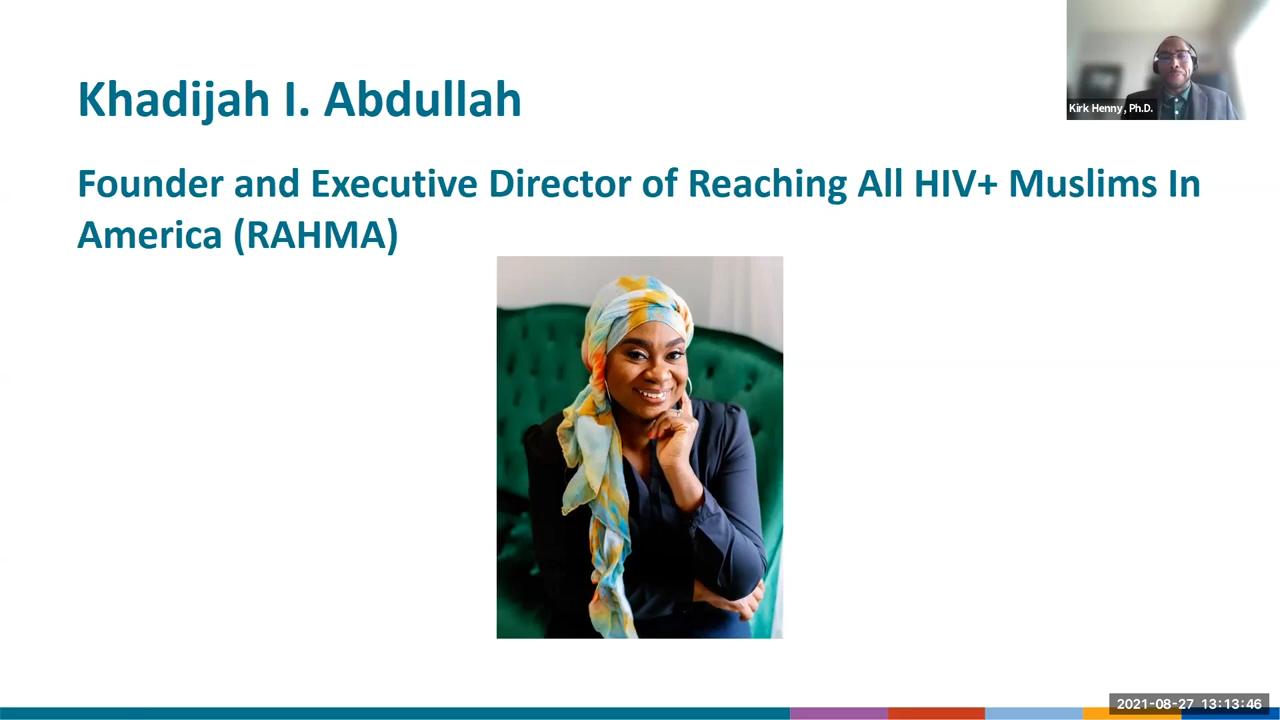 Khadijah I. Abdullah
Kirk Henny, Ph.D.
Founder and Executive Director of Reaching All HIV+ Muslims In
America (RAHMA)
2021-08-27 13:13:46